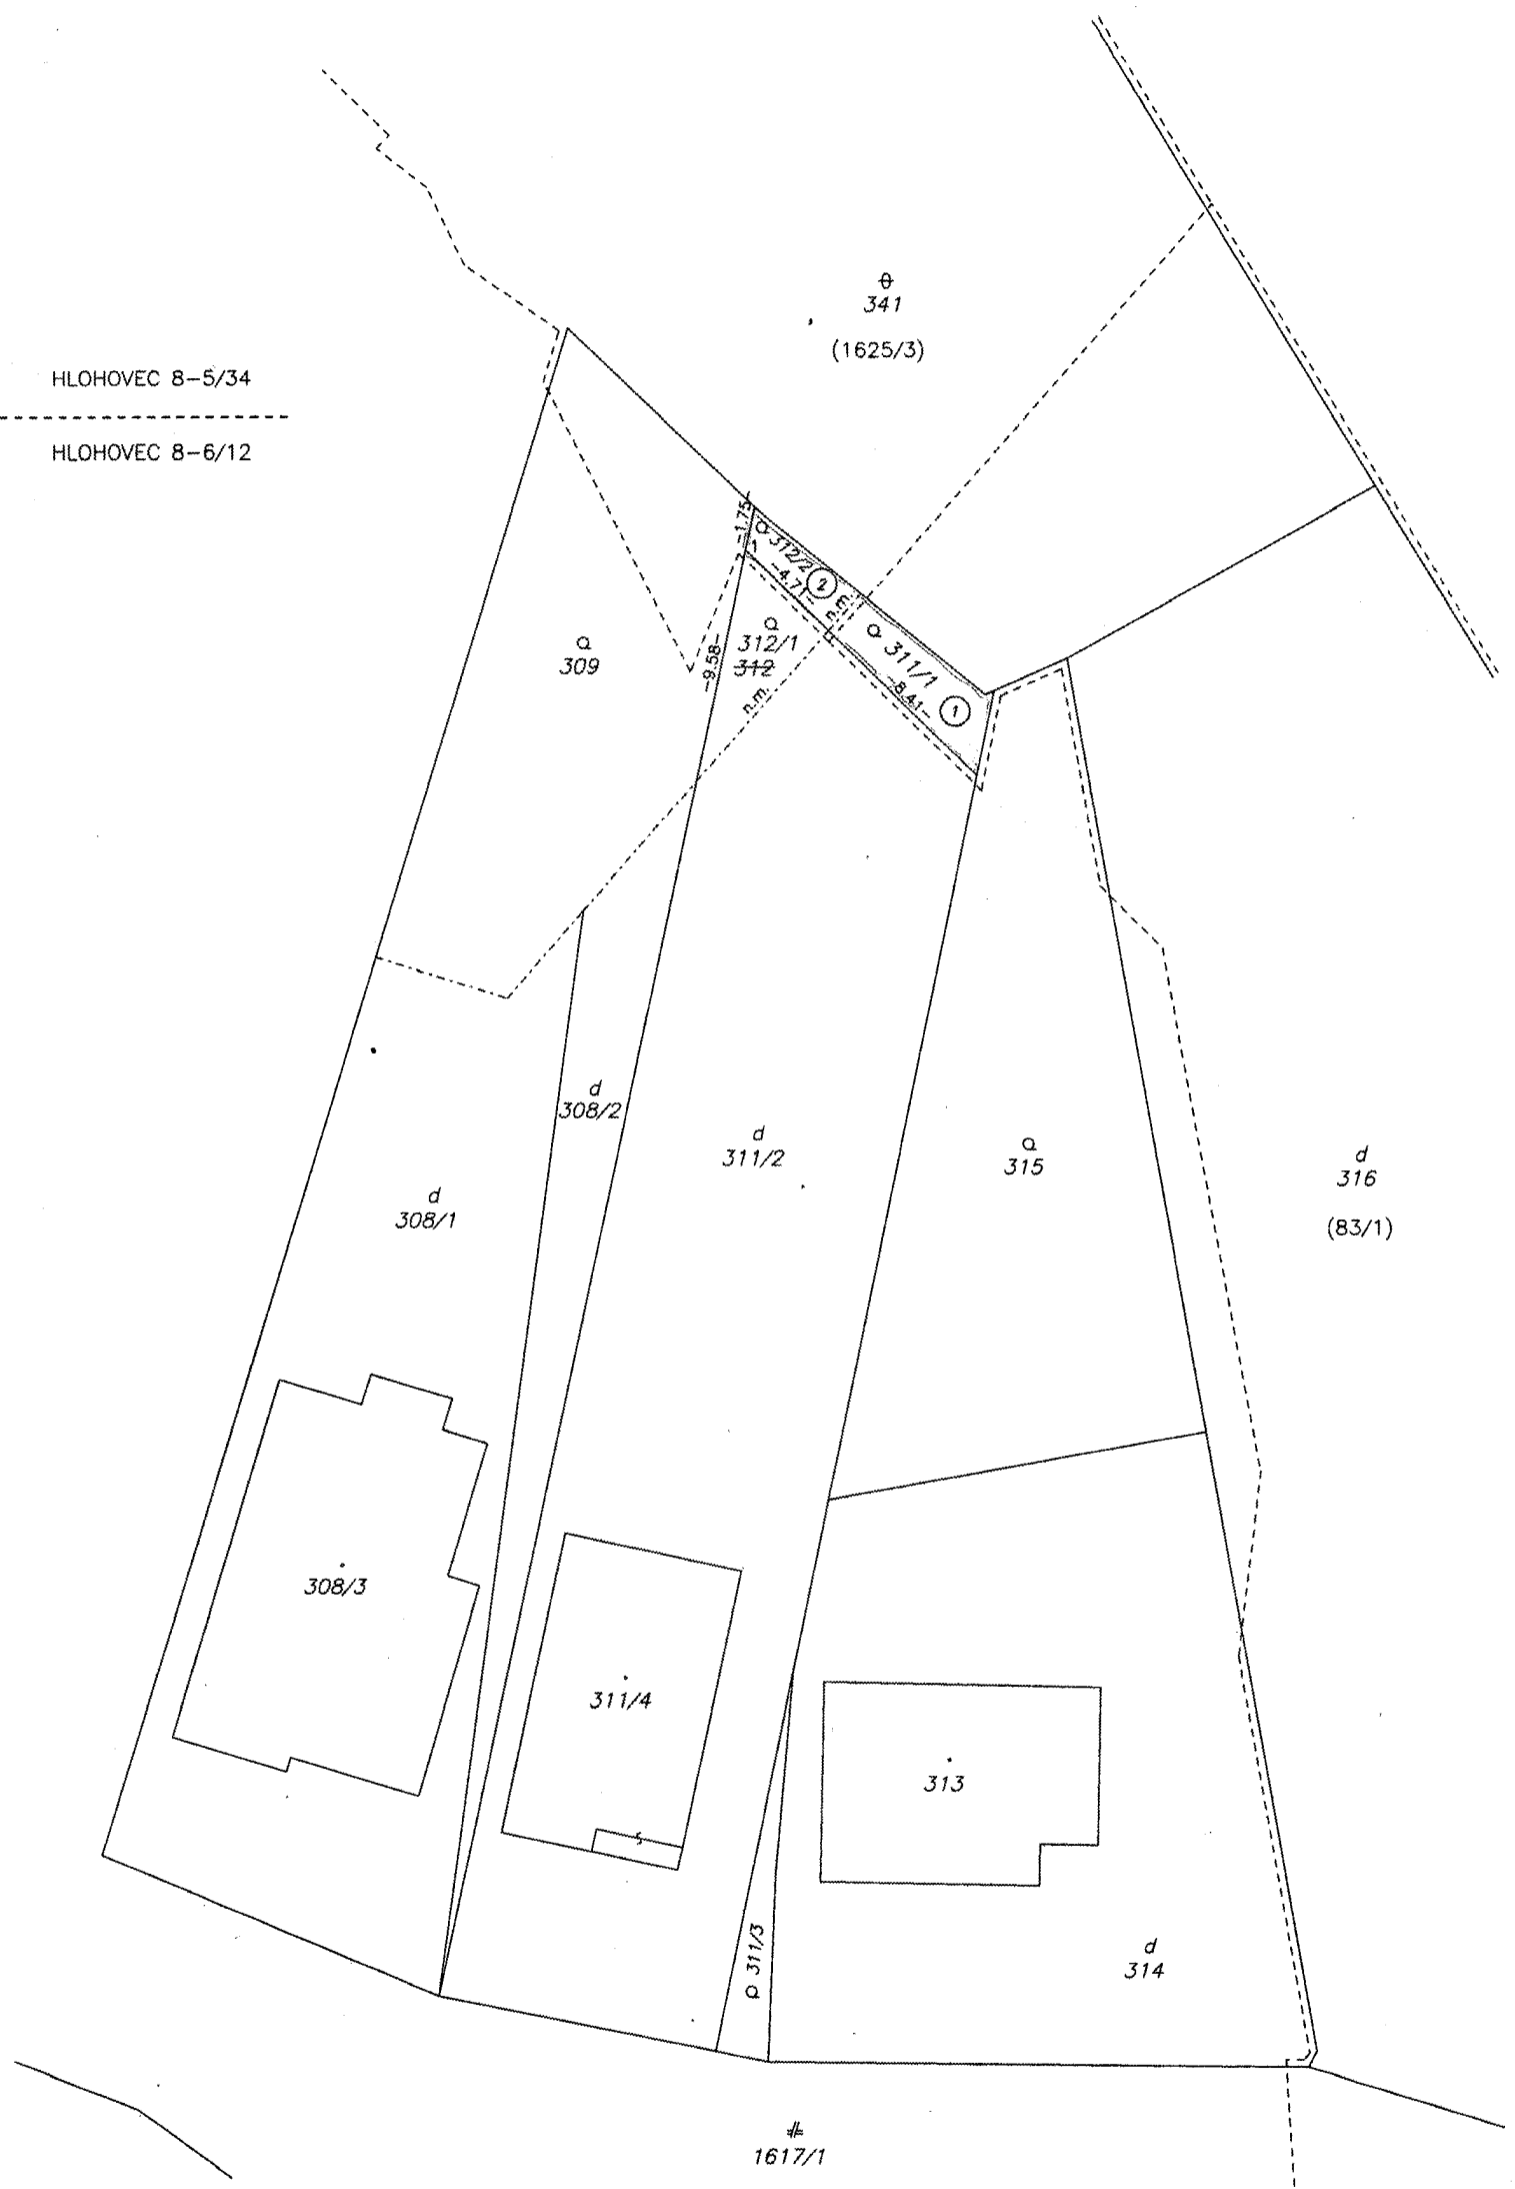 341
(1625/3)
HLOHOVEC 8-5/34
HLOHOVEC 8-6/12
-1.75-
312/2
2
-4.71-
n.m.
1
311/1
-8.41-
1
309
-9.58-
312/1
312
n.m.
d
308/2
d
311/2
315
d
316
(83/1)
d
308/1
308/3
311/4
313
311/3
d
314
1617/1